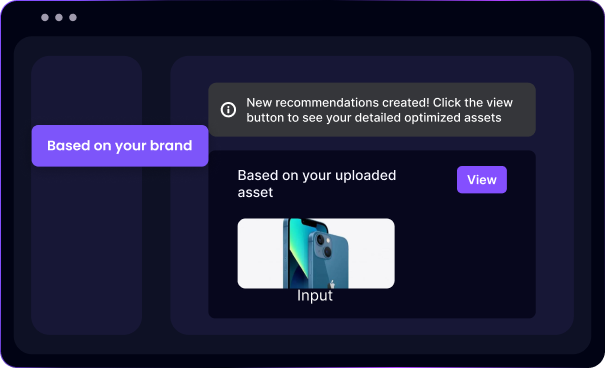 New recommendations created! Click the view
button to see your detailed optimized assets
Based on your brand
Based on your uploaded
asset
View
Input